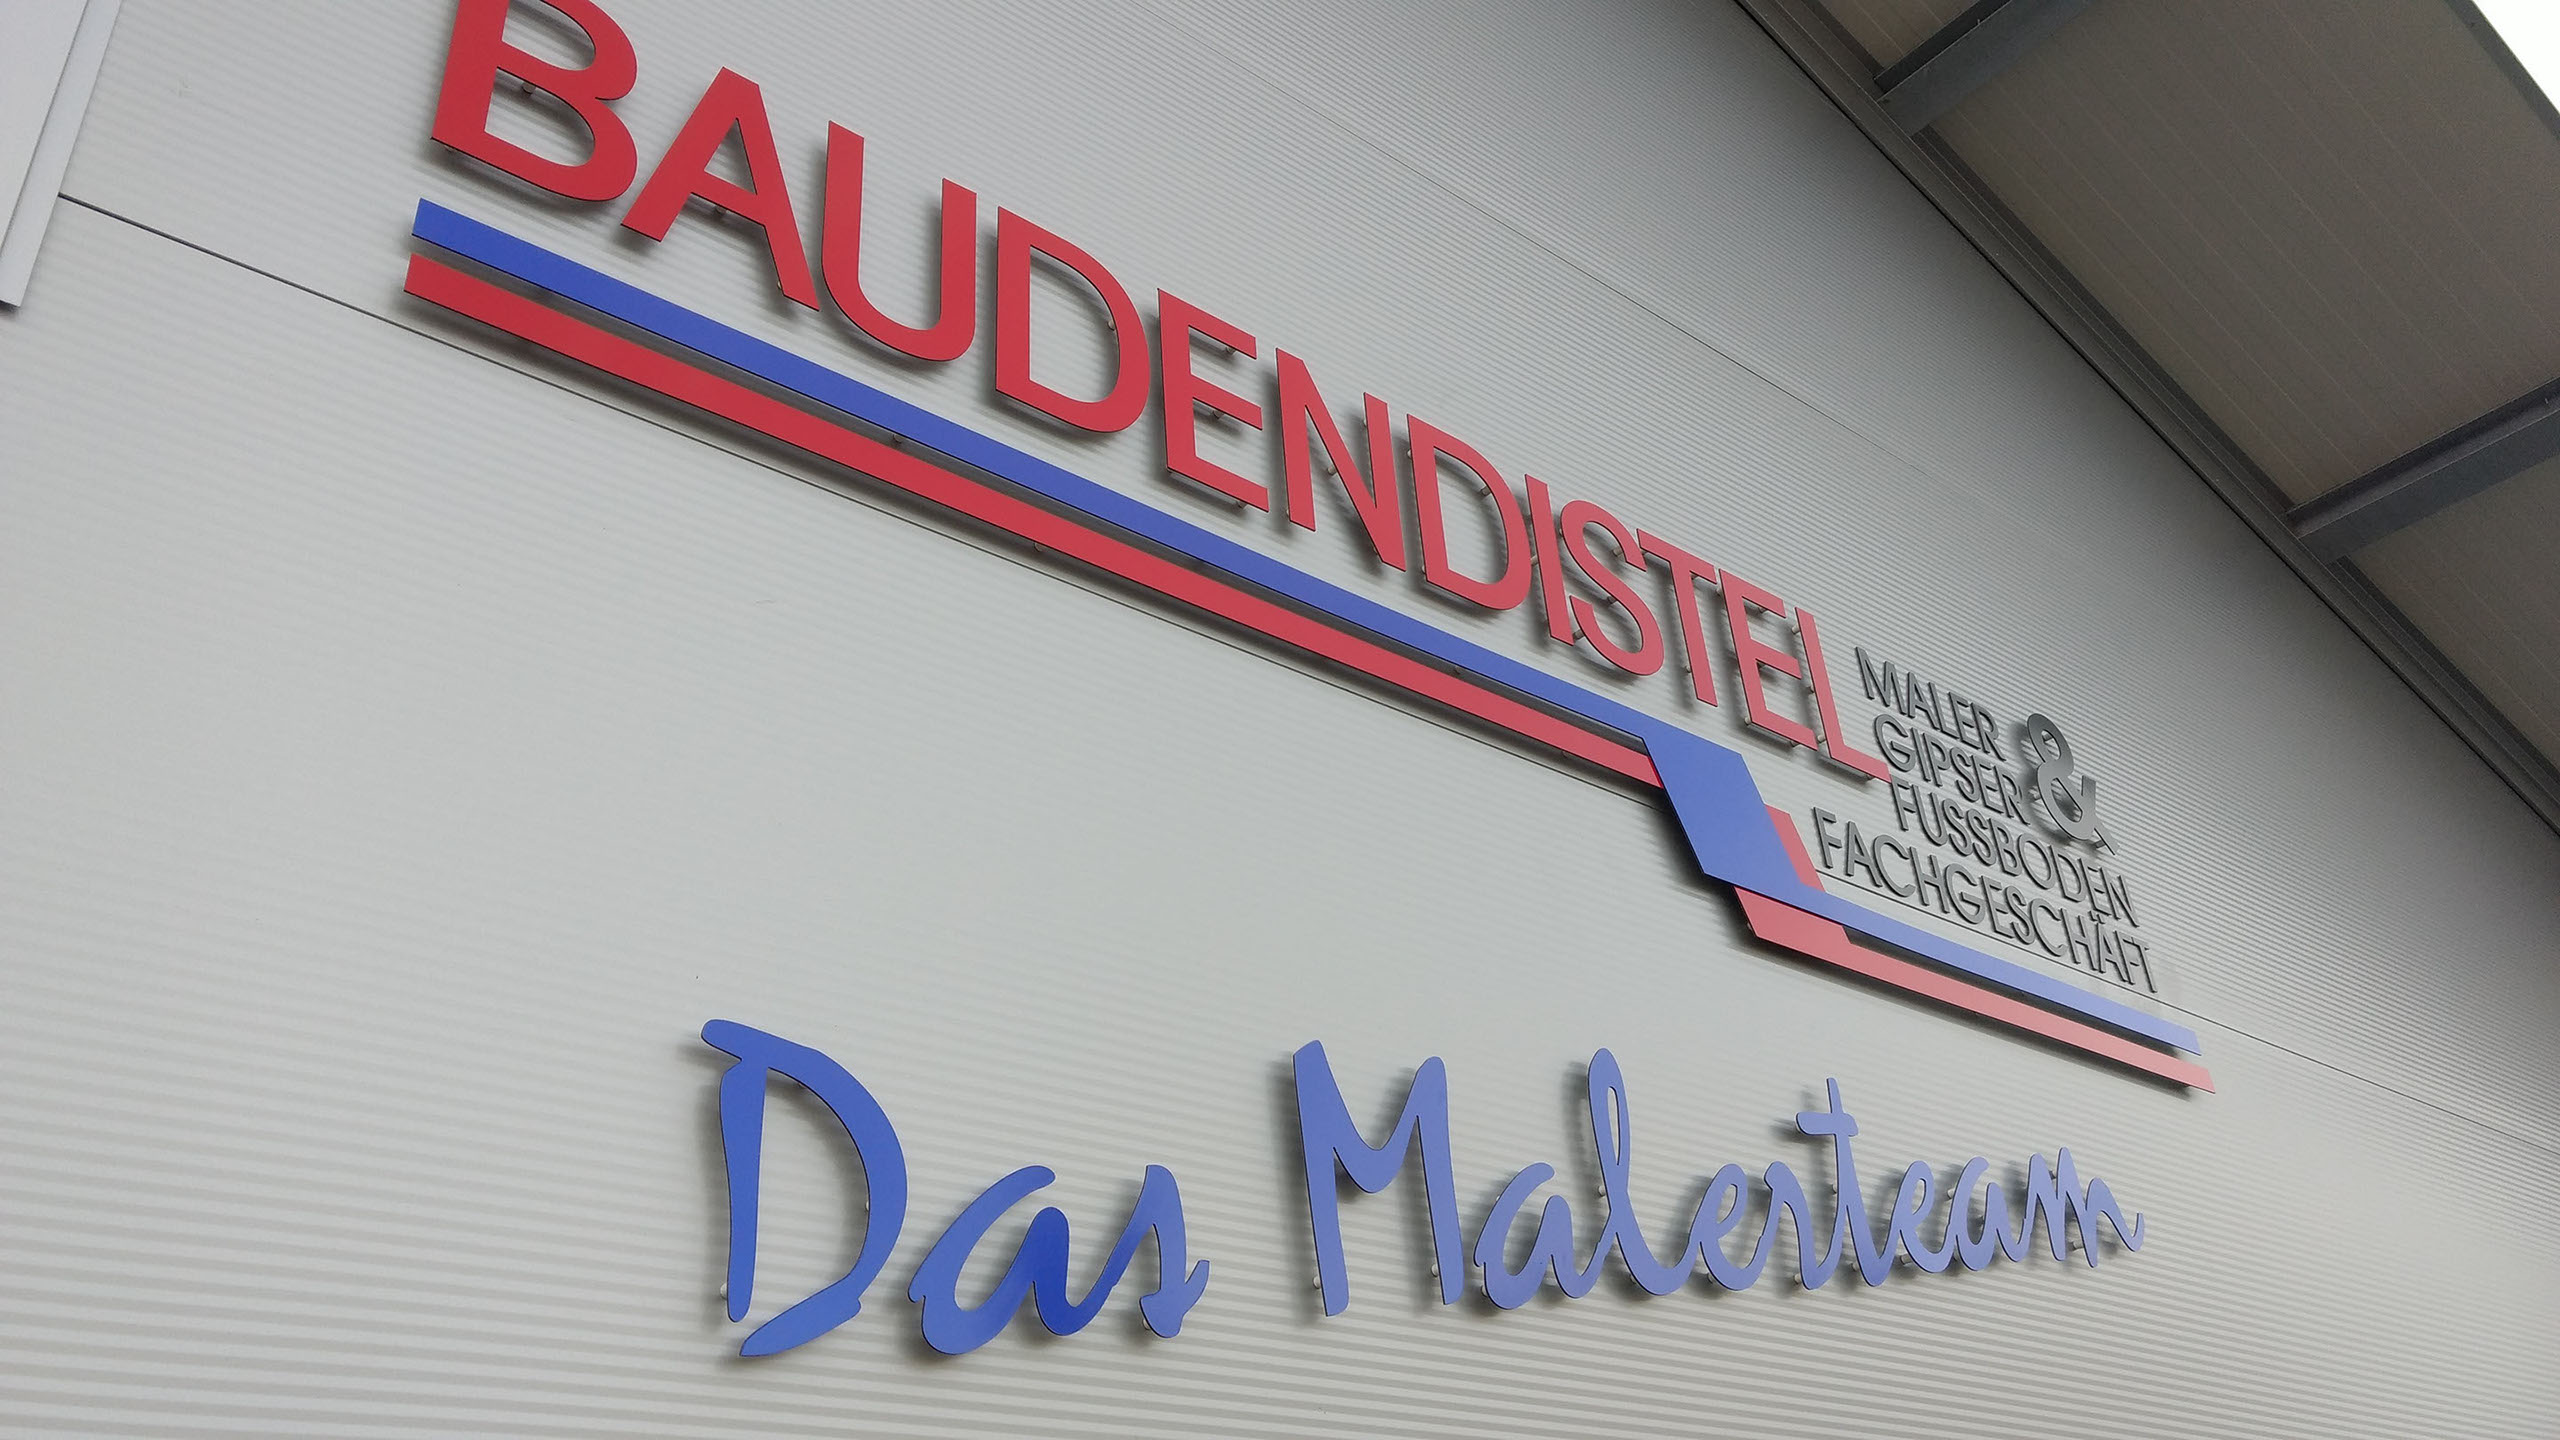 BAUDENDISTEL
MALER
GIPSER &
FUSSBODEN
FACHGESCHÄFT
Das Malerteam